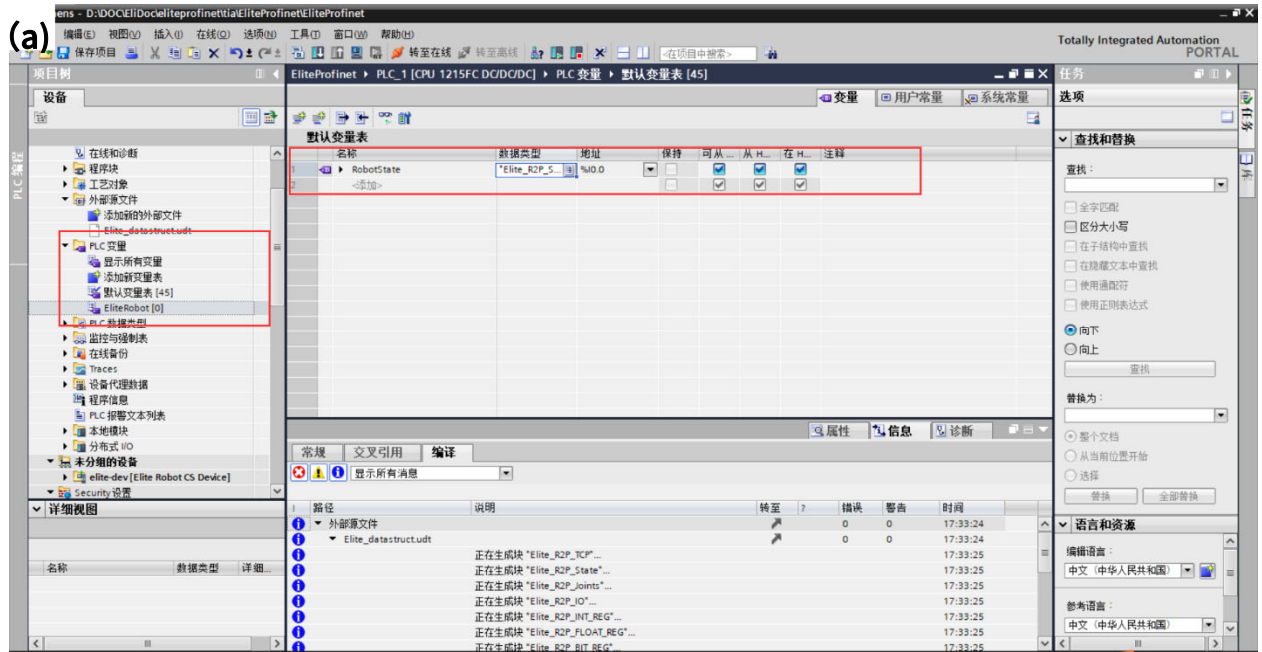 (a)
ens - D:\DOC\EliDoc\eliteprofinet\tia\EliteProfinet\EliteProfinet
编辑(E) 视图(V) 插入(I) 在线(O) 选项(N) 工具(T) 窗口(W) 帮助(H)
Totally Integrated Automation
PORTAL
保存项目 转至在线 转至离线 <在项目中搜索>
项目树
EliteProfinet PLC_1 [CPU 1215FC DC/DC/DC] PLC 变量 默认变量表 [45]
任务
设备
变量 用户常量 系统常量
选项
默认变量表
名称 数据类型 地址 保持 可从 ... 从 H... 在 H... 注释
1 RobotState "Elite_R2P_S... %I0.0
2 <添加>
PLC 编程
在线和诊断
程序块
工艺对象
外部源文件
添加新的外部文件
Elite_datastruct.udt
PLC 变量
显示所有变量
添加新变量表
默认变量表 [45]
EliteRobot [0]
PLC 数据类型
监控与强制表
在线备份
Traces
设备代理数据
程序信息
PLC 报警文本列表
本地模块
分布式 I/O
未分组的设备
elite-dev [Elite Robot CS Device]
Security 设置
详细视图
名称 数据类型 详细...
属性 信息 诊断
常规 交叉引用 编译
显示所有消息
! 路径 说明 转至 ? 错误 警告 时间
外部源文件 0 0 17:33:24
Elite_datastruct.udt 0 0 17:33:24
正在生成块 "Elite_R2P_TCP"... 17:33:25
正在生成块 "Elite_R2P_State"... 17:33:25
正在生成块 "Elite_R2P_Joints"... 17:33:25
正在生成块 "Elite_R2P_IO"... 17:33:25
正在生成块 "Elite_R2P_INT_REG"... 17:33:25
正在生成块 "Elite_R2P_FLOAT_REG"... 17:33:25
正在生成块 "Elite_R2P_BIT_REG"... 17:33:25
查找和替换
查找:
全字匹配
区分大小写
在子结构中查找
在隐藏文本中查找
使用通配符
使用正则表达式
向下
向上
查找
替换为:
整个文档
从当前位置开始
选择
替换 全部替换
语言和资源
编辑语言:
中文（中华人民共和国）
参考语言:
中文（中华人民共和国）
任务
库